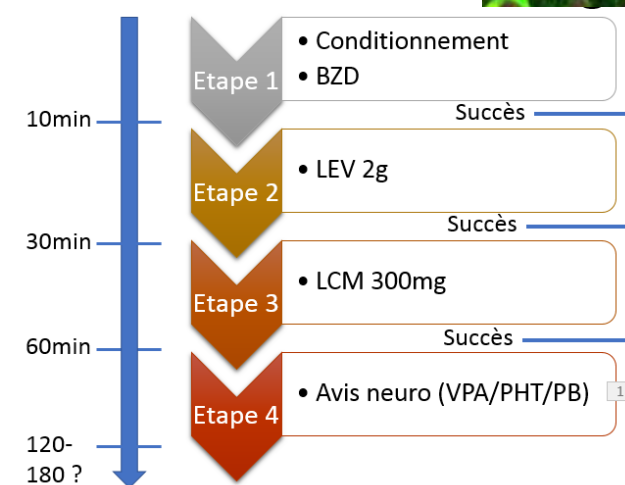 • Conditionnement
Etape 1
• BZD
10min
Succès
• LEV 2g
Etape 2
Succès
30min
• LCM 300mg
Etape 3
Succès
60min
• Avis neuro (VPA/PHT/PB)
1
Etape 4
120-
180 ?